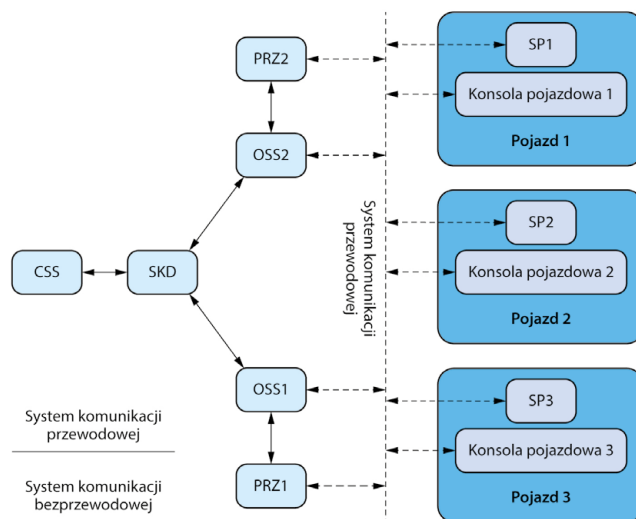 PRZ2
OSS2
CSS
SKD
OSS1
PRZ1
System komunikacji
przewodowej
System komunikacji
bezprzewodowej
System komunikacji
przewodowej
SP1
Konsola pojazdowa 1
Pojazd 1
SP2
Konsola pojazdowa 2
Pojazd 2
SP3
Konsola pojazdowa 3
Pojazd 3